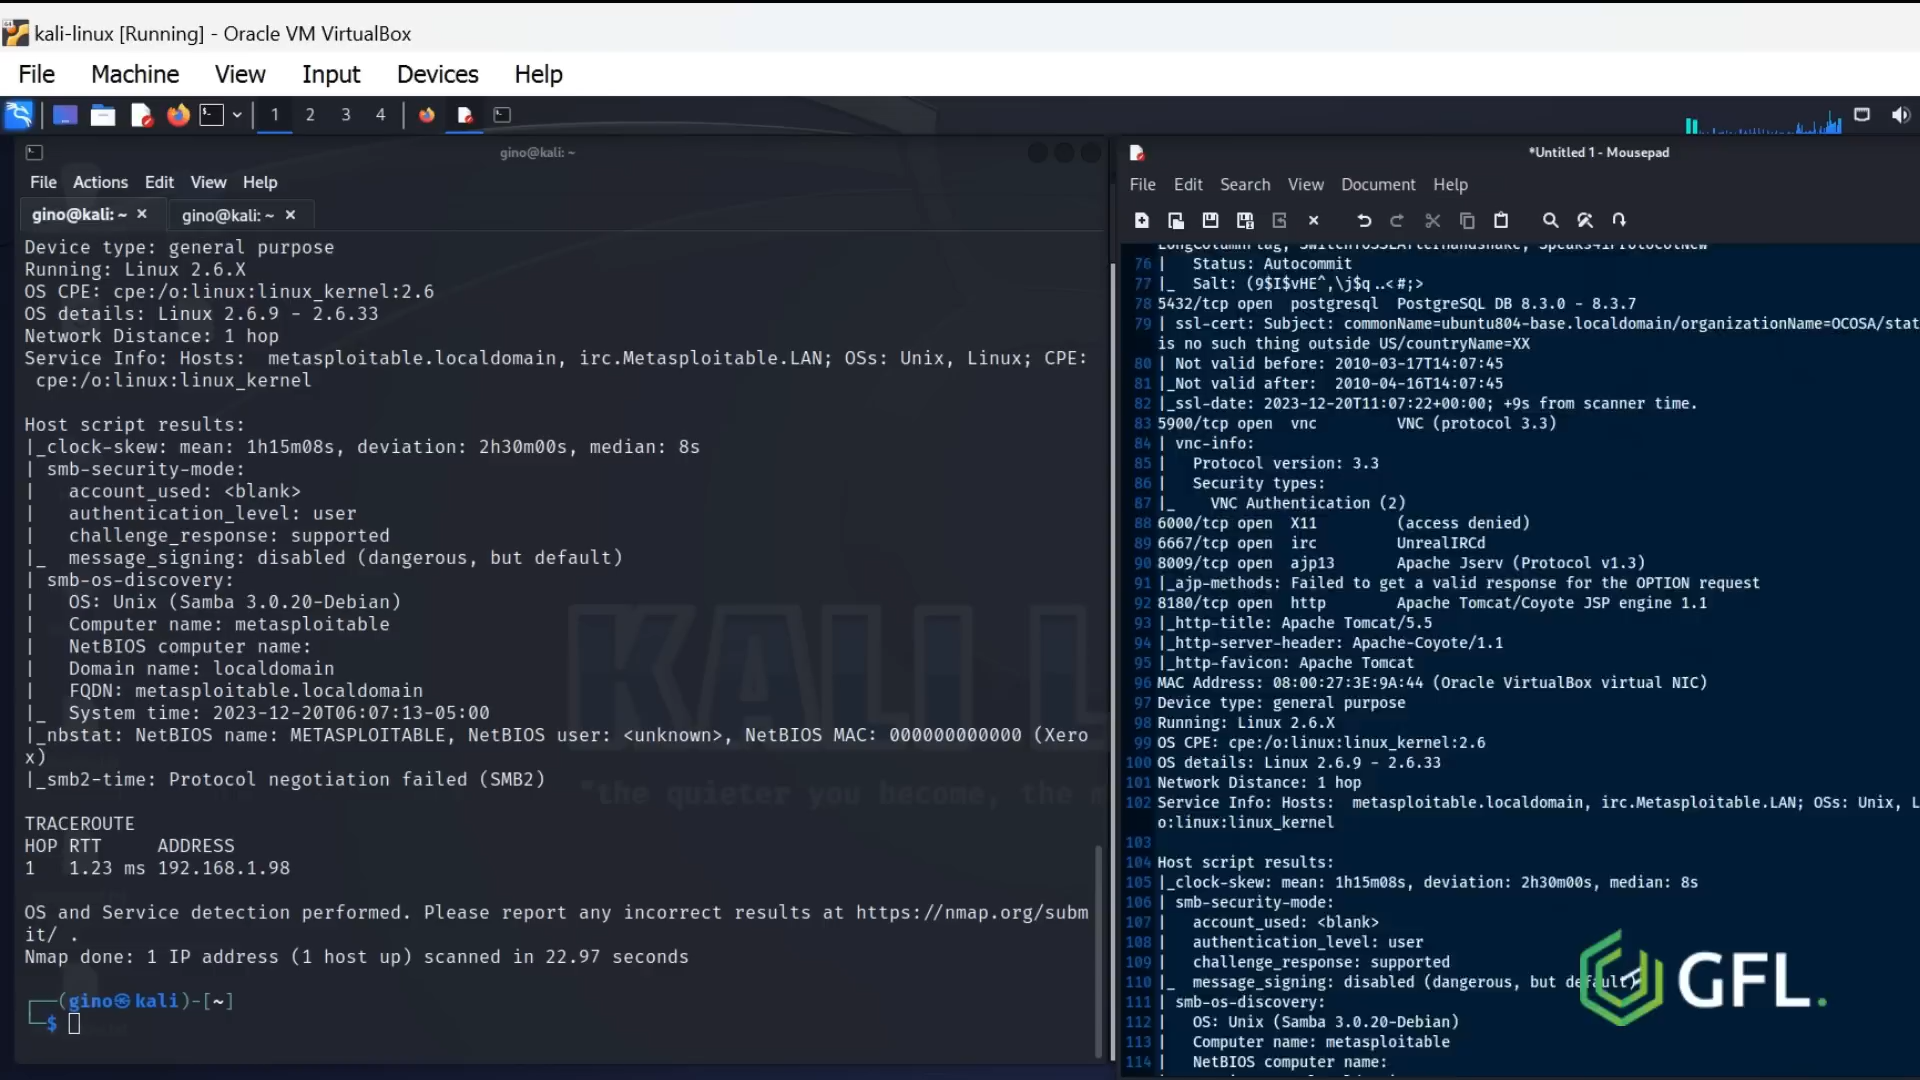 kali-linux [Running] - Oracle VM VirtualBox
File Machine View Input Devices Help
1 2 3 4
gino@kali: ~
File Actions Edit View Help
gino@kali: ~ × gino@kali: ~ ×
Device type: general purpose
Running: Linux 2.6.X
OS CPE: cpe:/o:linux:linux_kernel:2.6
OS details: Linux 2.6.9 - 2.6.33
Network Distance: 1 hop
Service Info: Hosts:  metasploitable.localdomain, irc.Metasploitable.LAN; OSs: Unix, Linux; CPE:
cpe:/o:linux:linux_kernel
Host script results:
|_clock-skew: mean: 1h15m08s, deviation: 2h30m00s, median: 8s
| smb-security-mode:
|   account_used: <blank>
|   authentication_level: user
|   challenge_response: supported
|_  message_signing: disabled (dangerous, but default)
| smb-os-discovery:
|   OS: Unix (Samba 3.0.20-Debian)
|   Computer name: metasploitable
|   NetBIOS computer name:
|   Domain name: localdomain
|   FQDN: metasploitable.localdomain
|_  System time: 2023-12-20T06:07:13-05:00
|_nbstat: NetBIOS name: METASPLOITABLE, NetBIOS user: <unknown>, NetBIOS MAC: 000000000000 (Xero
x)
|_smb2-time: Protocol negotiation failed (SMB2)
TRACEROUTE
HOP RTT     ADDRESS
1   1.23 ms 192.168.1.98
OS and Service detection performed. Please report any incorrect results at https://nmap.org/subm
it/ .
Nmap done: 1 IP address (1 host up) scanned in 22.97 seconds
(gino㉿kali)-[~]
$
KALI L
"the quieter you become, the m
*Untitled 1 - Mousepad
File Edit Search View Document Help
LongColumnFlag, SwitchToSSLAfterHandshake, Speaks41ProtocolNew
76 |   Status: Autocommit
77 |_  Salt: (9$I$vHE^,\j$q..<#;>
78 5432/tcp open  postgresql  PostgreSQL DB 8.3.0 - 8.3.7
79 | ssl-cert: Subject: commonName=ubuntu804-base.localdomain/organizationName=OCOSA/stat
is no such thing outside US/countryName=XX
80 | Not valid before: 2010-03-17T14:07:45
81 |_Not valid after:  2010-04-16T14:07:45
82 |_ssl-date: 2023-12-20T11:07:22+00:00; +9s from scanner time.
83 5900/tcp open  vnc         VNC (protocol 3.3)
84 | vnc-info:
85 |   Protocol version: 3.3
86 |   Security types:
87 |_    VNC Authentication (2)
88 6000/tcp open  X11         (access denied)
89 6667/tcp open  irc         UnrealIRCd
90 8009/tcp open  ajp13       Apache Jserv (Protocol v1.3)
91 |_ajp-methods: Failed to get a valid response for the OPTION request
92 8180/tcp open  http        Apache Tomcat/Coyote JSP engine 1.1
93 |_http-title: Apache Tomcat/5.5
94 |_http-server-header: Apache-Coyote/1.1
95 |_http-favicon: Apache Tomcat
96 MAC Address: 08:00:27:3E:9A:44 (Oracle VirtualBox virtual NIC)
97 Device type: general purpose
98 Running: Linux 2.6.X
99 OS CPE: cpe:/o:linux:linux_kernel:2.6
100 OS details: Linux 2.6.9 - 2.6.33
101 Network Distance: 1 hop
102 Service Info: Hosts:  metasploitable.localdomain, irc.Metasploitable.LAN; OSs: Unix, L
o:linux:linux_kernel
103
104 Host script results:
105 |_clock-skew: mean: 1h15m08s, deviation: 2h30m00s, median: 8s
106 | smb-security-mode:
107 |   account_used: <blank>
108 |   authentication_level: user
109 |   challenge_response: supported
110 |_  message_signing: disabled (dangerous, but default)
111 | smb-os-discovery:
112 |   OS: Unix (Samba 3.0.20-Debian)
113 |   Computer name: metasploitable
114 |   NetBIOS computer name:
GFL.